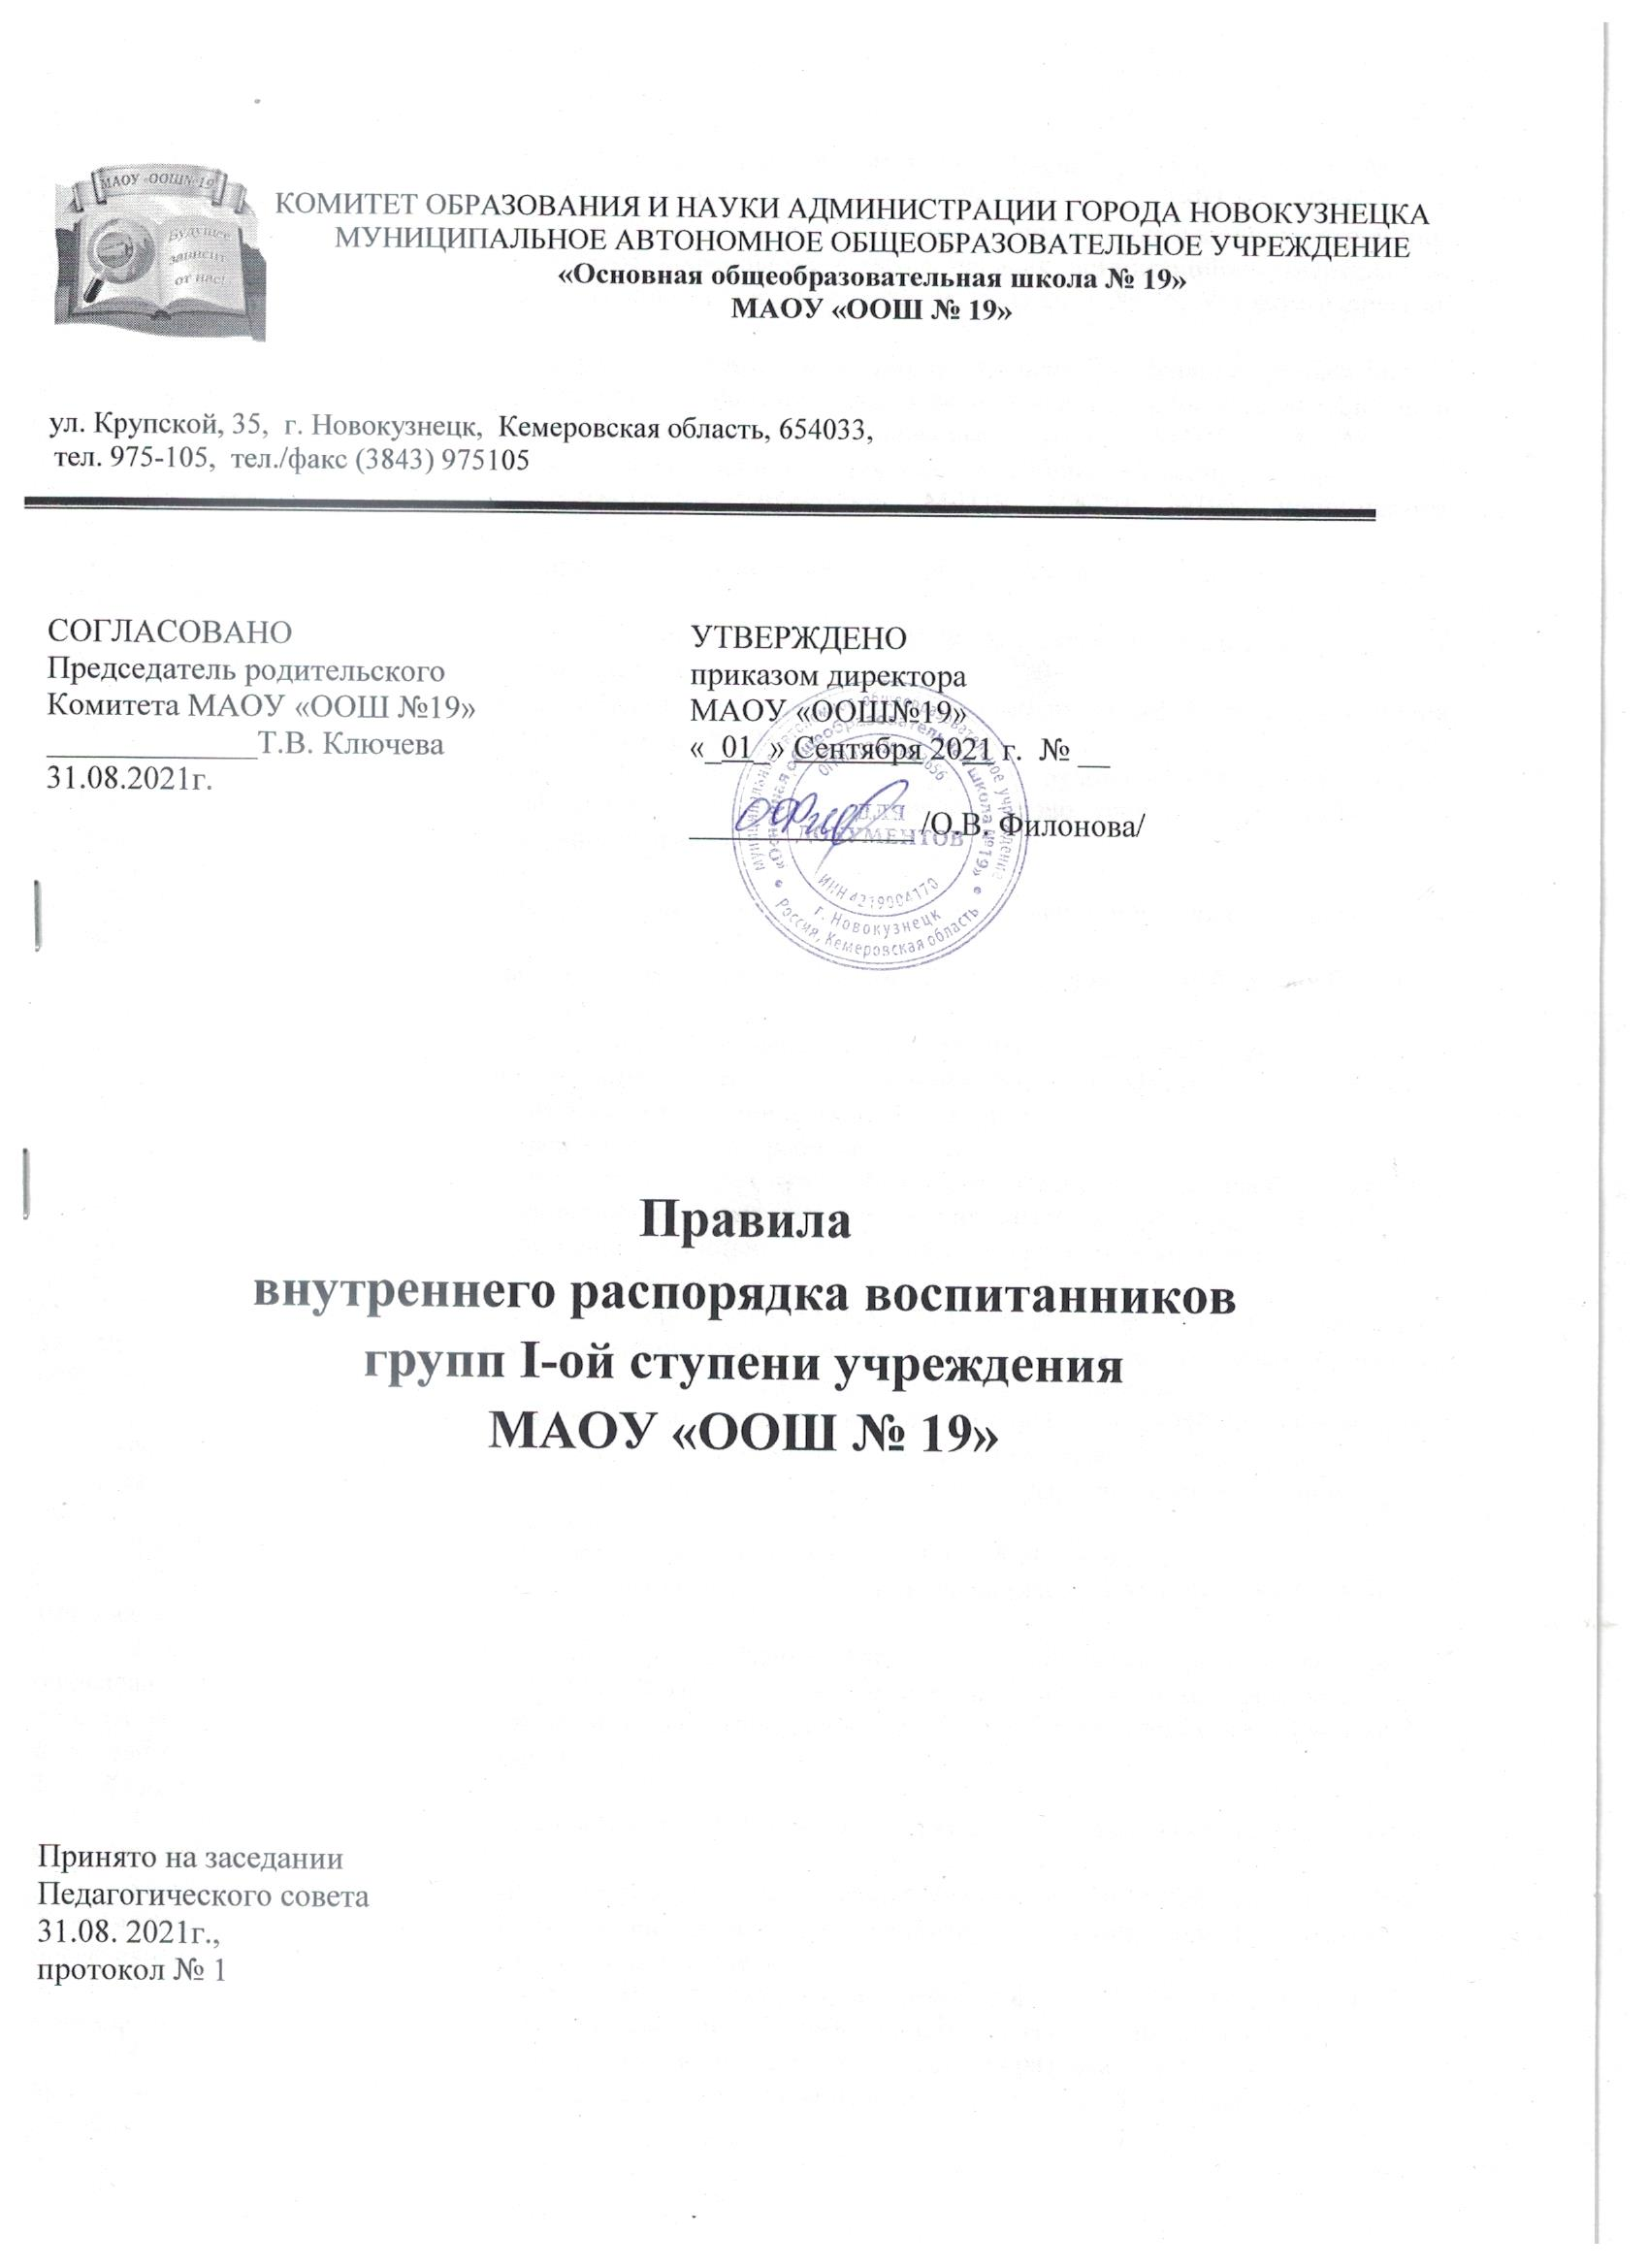 МАОУ «ООШ№19»
Будущее
зависит
от нас!
КОМИТЕТ ОБРАЗОВАНИЯ И НАУКИ АДМИНИСТРАЦИИ ГОРОДА НОВОКУЗНЕЦКА
МУНИЦИПАЛЬНОЕ АВТОНОМНОЕ ОБЩЕОБРАЗОВАТЕЛЬНОЕ УЧРЕЖДЕНИЕ
«Основная общеобразовательная школа № 19»
МАОУ «ООШ № 19»
ул. Крупской, 35, г. Новокузнецк, Кемеровская область, 654033,
тел. 975-105, тел./факс (3843) 975105
СОГЛАСОВАНО
Председатель родительского
Комитета МАОУ «ООШ №19»
_____________Т.В. Ключева
31.08.2021г.
УТВЕРЖДЕНО
приказом директора
МАОУ «ООШ№19»
«_01_» Сентября 2021 г. № __
______________/О.В. Филонова/
ДЛЯ
ДОКУМЕНТОВ
ИНН 4219004170
г. Новокузнецк
Россия, Кемеровская область
Правила
внутреннего распорядка воспитанников
групп I-ой ступени учреждения
МАОУ «ООШ № 19»
Принято на заседании
Педагогического совета
31.08. 2021г.,
протокол № 1